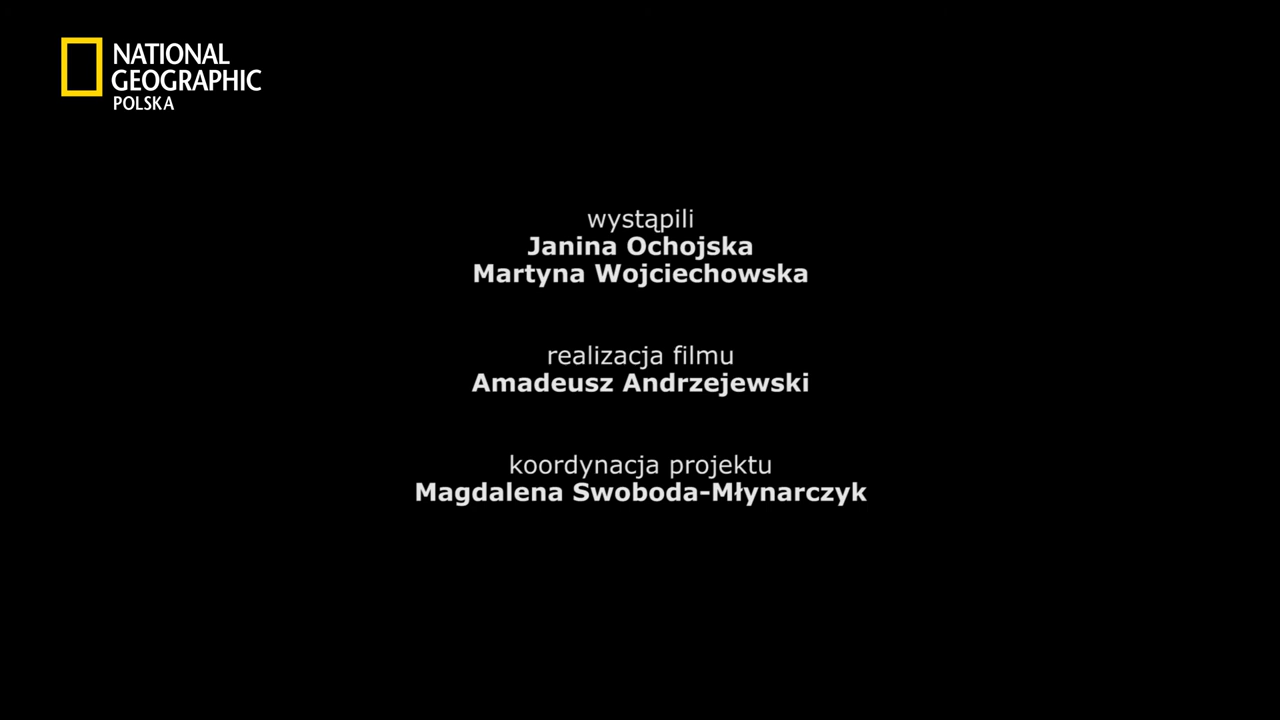 NATIONAL
GEOGRAPHIC
POLSKA
wystąpili
Janina Ochojska
Martyna Wojciechowska
realizacja filmu
Amadeusz Andrzejewski
koordynacja projektu
Magdalena Swoboda-Młynarczyk